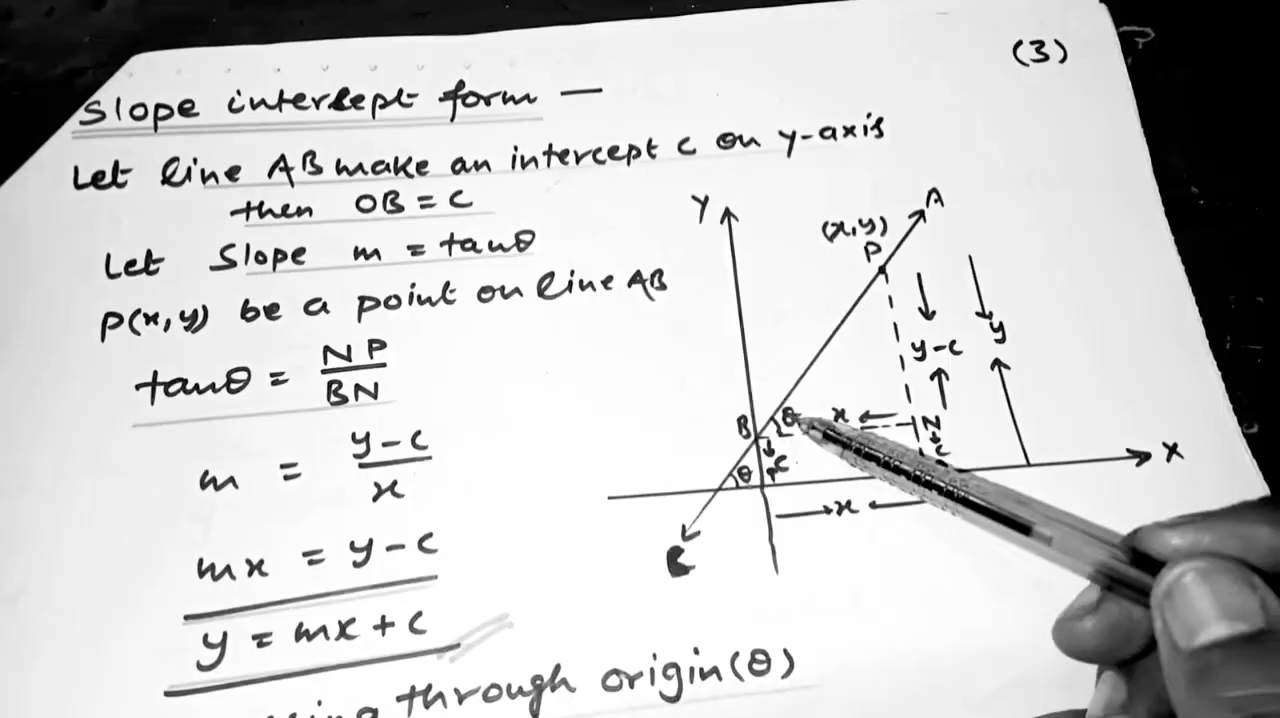 (3)
Slope intercept form —
Let line AB make an intercept c on y-axis
then OB = c
Let Slope m = tanθ
P(x,y) be a point on line AB
tanθ = NP/BN
m = y-c/x
mx = y-c
y = mx + c
through origin(θ)
Y
A
(x,y)
P
y-c
y
B
θ
x
N
c
θ
c
X
x